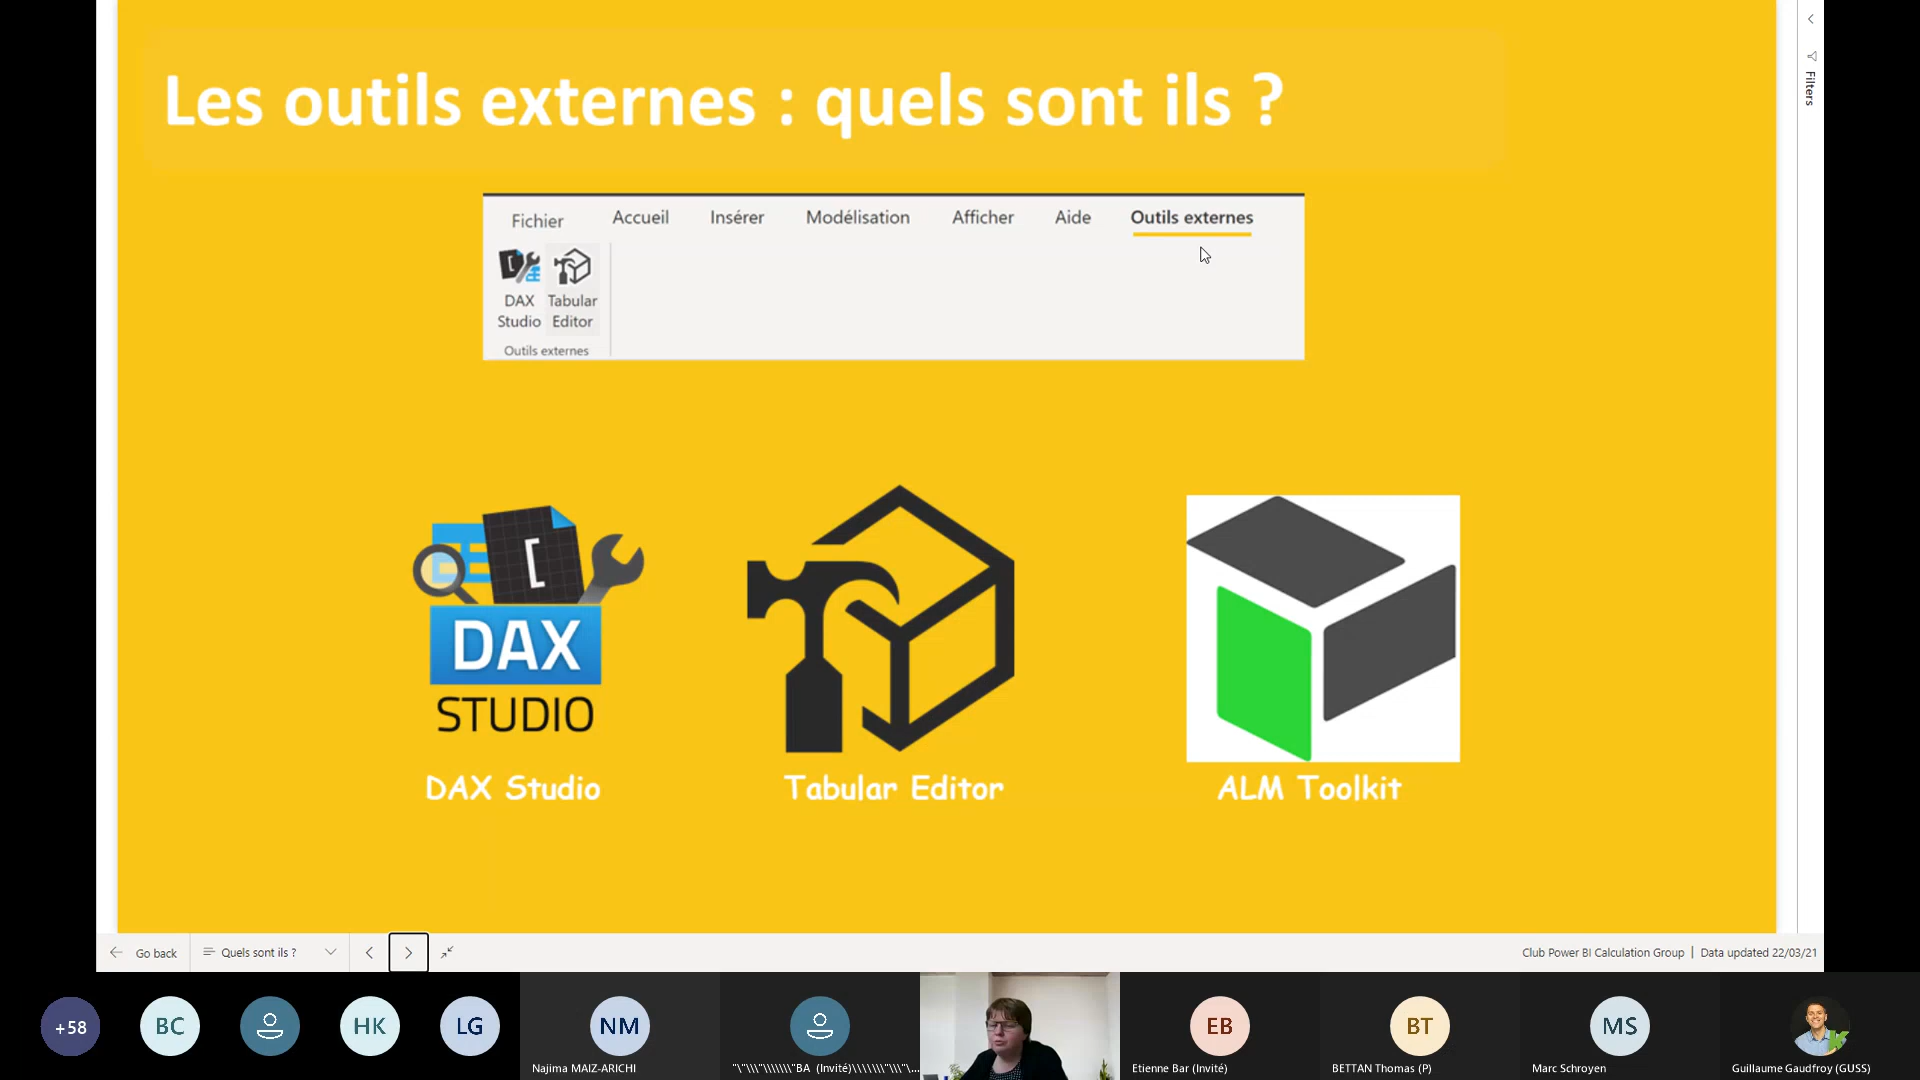 Filters
Les outils externes : quels sont ils ?
Fichier Accueil Insérer Modélisation Afficher Aide Outils externes
DAX Studio
Tabular Editor
Outils externes
[
DAX
STUDIO
DAX Studio
Tabular Editor
ALM Toolkit
Go back
Quels sont ils ?
Club Power BI Calculation Group | Data updated 22/03/21
+58
BC
HK
LG
NM
EB
BT
MS
Najima MAIZ-ARICHI
"\"\\\"\\\\\\\"BA (Invité)\\\\\\\"\\\"\...
Etienne Bar (Invité)
BETTAN Thomas (P)
Marc Schroyen
Guillaume Gaudfroy (GUSS)